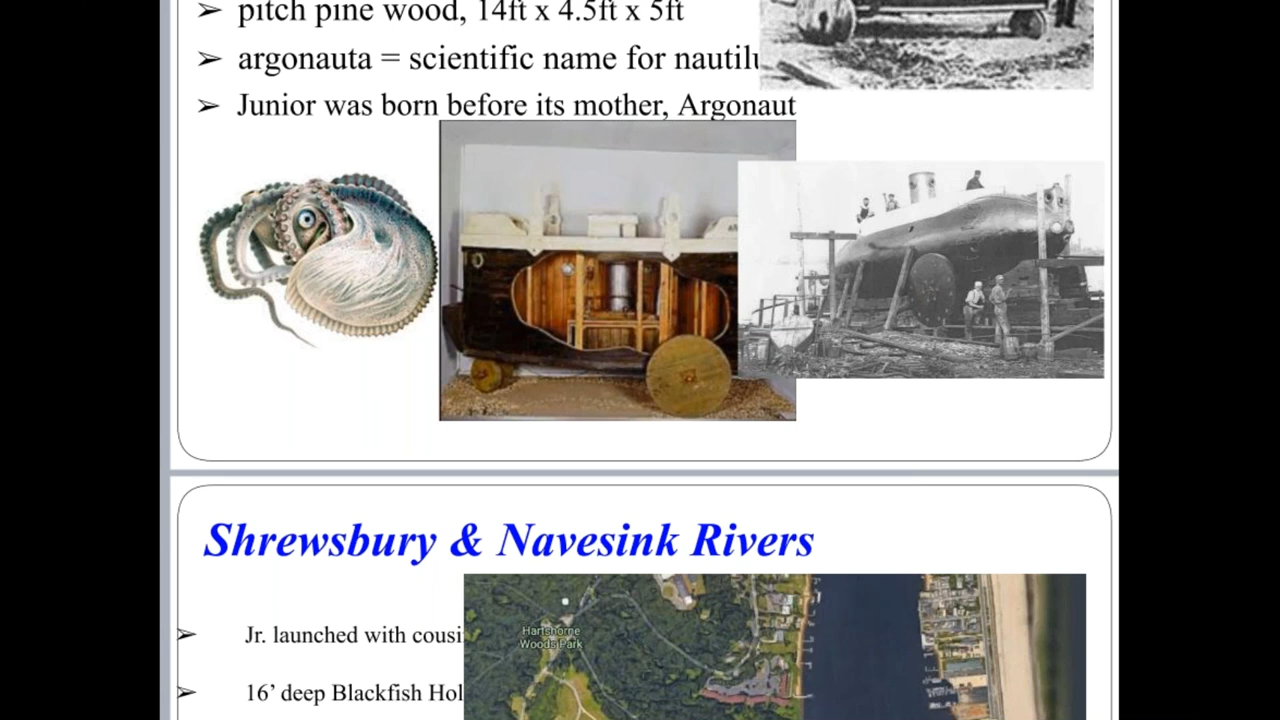 ➢ pitch pine wood, 14ft x 4.5ft x 5ft
➢ argonauta = scientific name for nautilu
➢ Junior was born before its mother, Argonaut
Shrewsbury & Navesink Rivers
➢ Jr. launched with cousi
Hartshorne
Woods Park
➢ 16’ deep Blackfish Hol